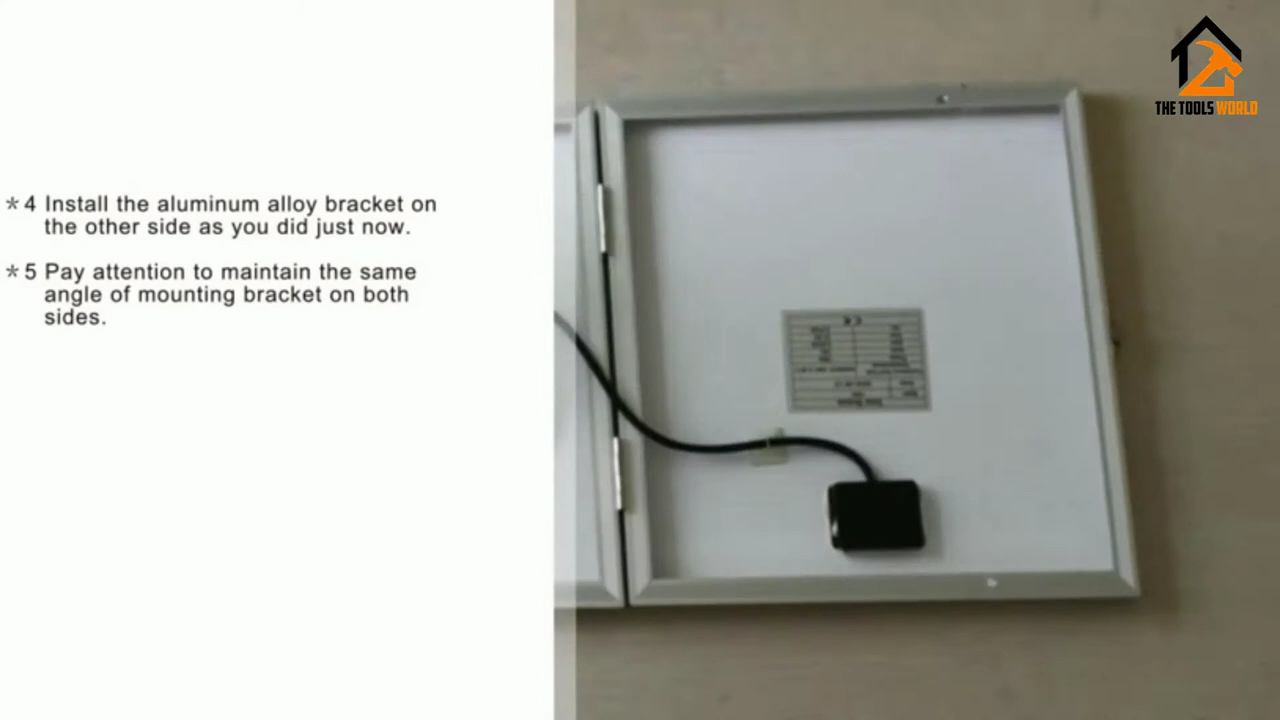 *4 Install the aluminum alloy bracket on
the other side as you did just now.
*5 Pay attention to maintain the same
angle of mounting bracket on both
sides.
THE TOOLS WORLD